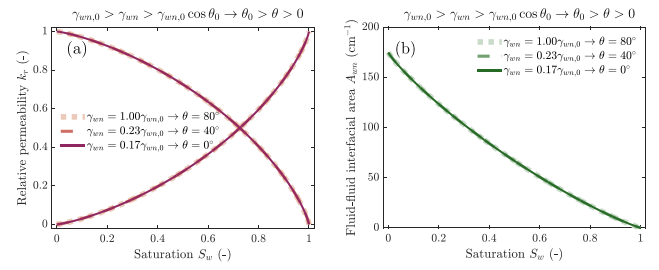 γwn,0 > γwn > γwn,0 cos θ0 → θ0 > θ > 0
(a)
Relative permeability kr (-)
1
0.8
0.6
0.4
0.2
0
γwn = 1.00γwn,0 → θ = 80°
γwn = 0.23γwn,0 → θ = 40°
γwn = 0.17γwn,0 → θ = 0°
0 0.2 0.4 0.6 0.8 1
Saturation Sw (-)
γwn,0 > γwn > γwn,0 cos θ0 → θ0 > θ > 0
(b)
Fluid-fluid interfacial area Awn (cm⁻¹)
200
150
100
50
0
γwn = 1.00γwn,0 → θ = 80°
γwn = 0.23γwn,0 → θ = 40°
γwn = 0.17γwn,0 → θ = 0°
0 0.2 0.4 0.6 0.8 1
Saturation Sw (-)